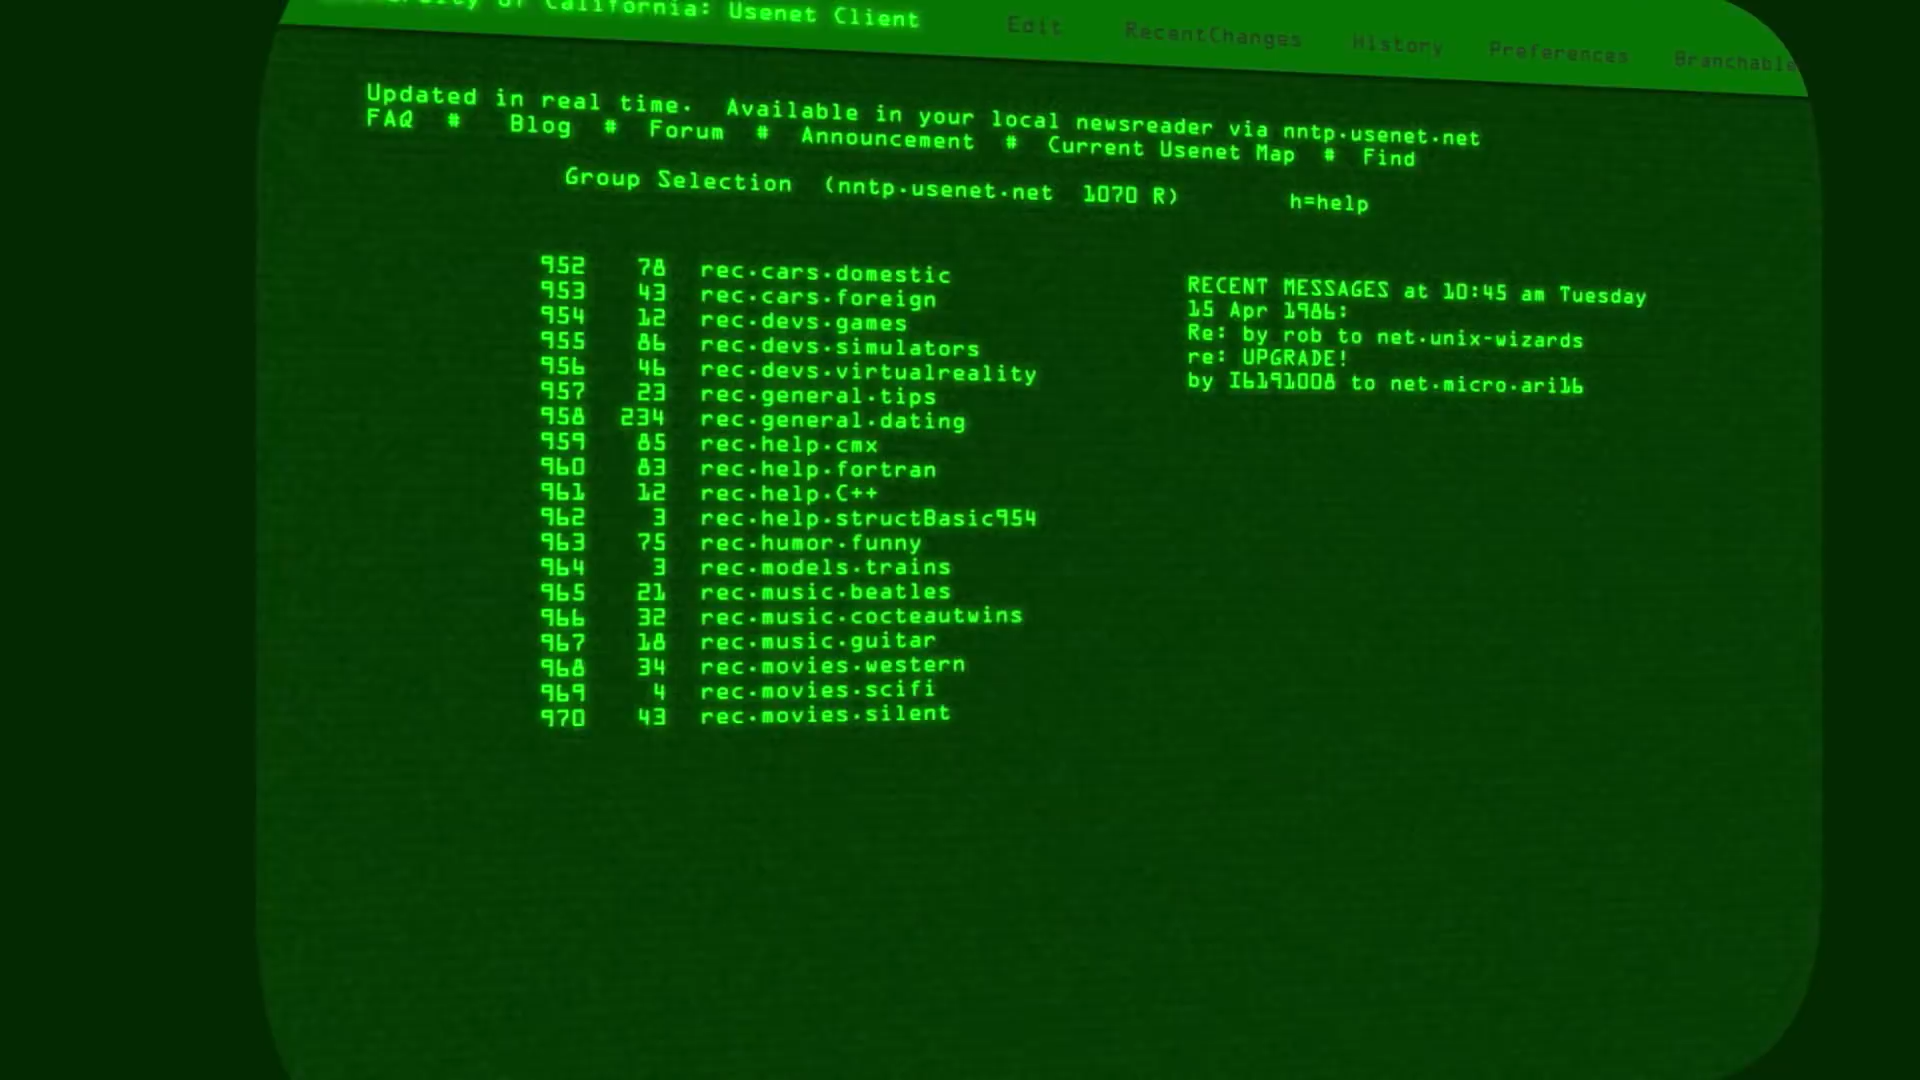 of California: Usenet Client
Edit RecentChanges History Preferences Branchable
Updated in real time. Available in your local newsreader via nntp.usenet.net
FAQ # Blog # Forum # Announcement # Current Usenet Map # Find
Group Selection (nntp.usenet.net 1070 R) h=help
952 78 rec.cars.domestic
953 43 rec.cars.foreign
954 12 rec.devs.games
955 86 rec.devs.simulators
956 46 rec.devs.virtualreality
957 23 rec.general.tips
958 234 rec.general.dating
959 85 rec.help.cmx
960 83 rec.help.fortran
961 12 rec.help.C++
962 3 rec.help.structBasic954
963 75 rec.humor.funny
964 3 rec.models.trains
965 21 rec.music.beatles
966 32 rec.music.cocteautwins
967 18 rec.music.guitar
968 34 rec.movies.western
969 4 rec.movies.scifi
970 43 rec.movies.silent
RECENT MESSAGES at 10:45 am Tuesday
15 Apr 1986:
Re: by rob to net.unix-wizards
re: UPGRADE!
by I6191008 to net.micro.ari16